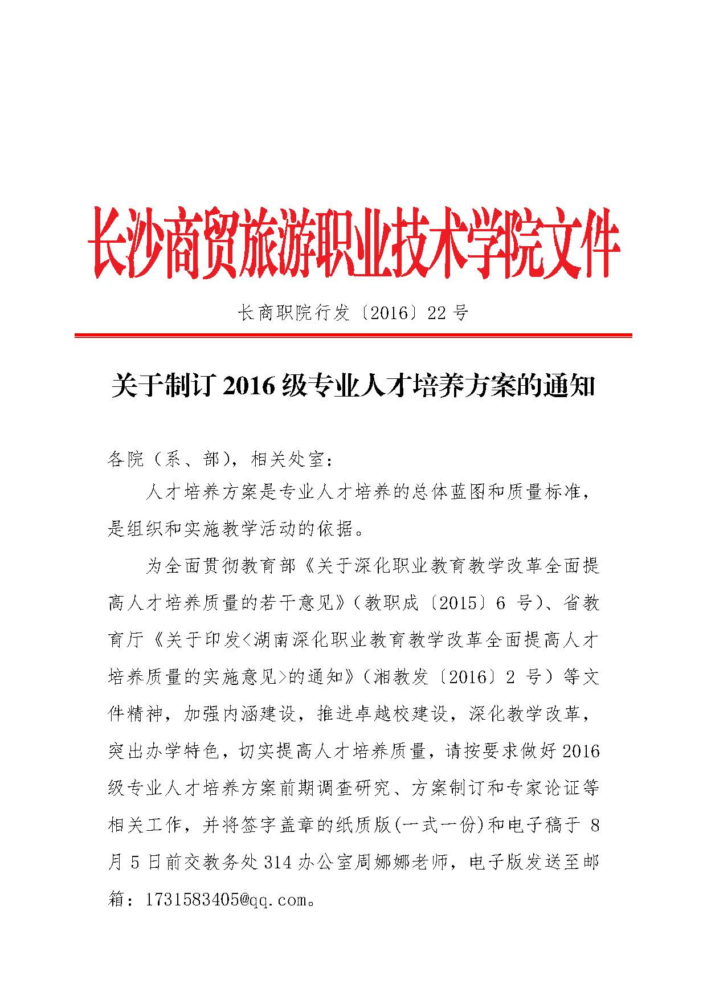 长沙商贸旅游职业技术学院文件
长商职院行发〔2016〕22 号
关于制订 2016 级专业人才培养方案的通知
各院（系、部），相关处室：
人才培养方案是专业人才培养的总体蓝图和质量标准，
是组织和实施教学活动的依据。
为全面贯彻教育部《关于深化职业教育教学改革全面提
高人才培养质量的若干意见》（教职成〔2015〕6 号）、省教
育厅《关于印发<湖南深化职业教育教学改革全面提高人才
培养质量的实施意见>的通知》（湘教发〔2016〕2 号）等文
件精神，加强内涵建设，推进卓越校建设，深化教学改革，
突出办学特色，切实提高人才培养质量，请按要求做好 2016
级专业人才培养方案前期调查研究、方案制订和专家论证等
相关工作，并将签字盖章的纸质版(一式一份)和电子稿于 8
月 5 日前交教务处 314 办公室周娜娜老师，电子版发送至邮
箱：1731583405@qq.com。